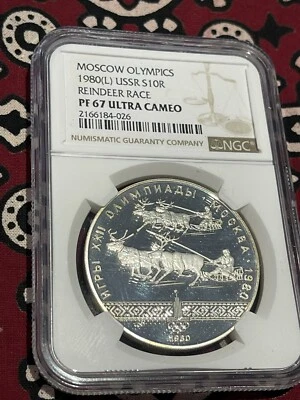 MOSCOW OLYMPICS
1980(L) USSR S10R
REINDEER RACE
PF 67 ULTRA CAMEO
2166184-026
NUMISMATIC GUARANTY COMPANY
NGC
ИГРЫ XXII ОЛИМПИАДЫ · МОСКВА · 1980
1980